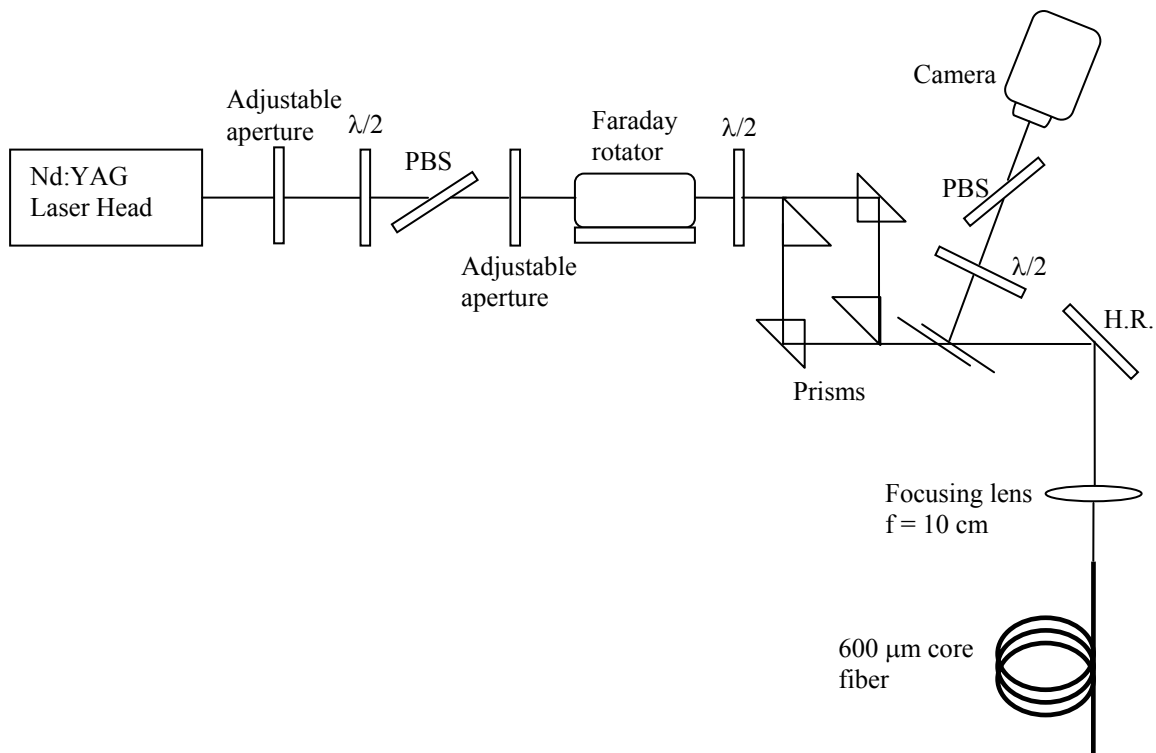 Camera
Adjustable
aperture
λ/2
PBS
Faraday
rotator
λ/2
Nd:YAG
Laser Head
PBS
Adjustable
aperture
λ/2
H.R.
Prisms
Focusing lens
f = 10 cm
600 μm core
fiber